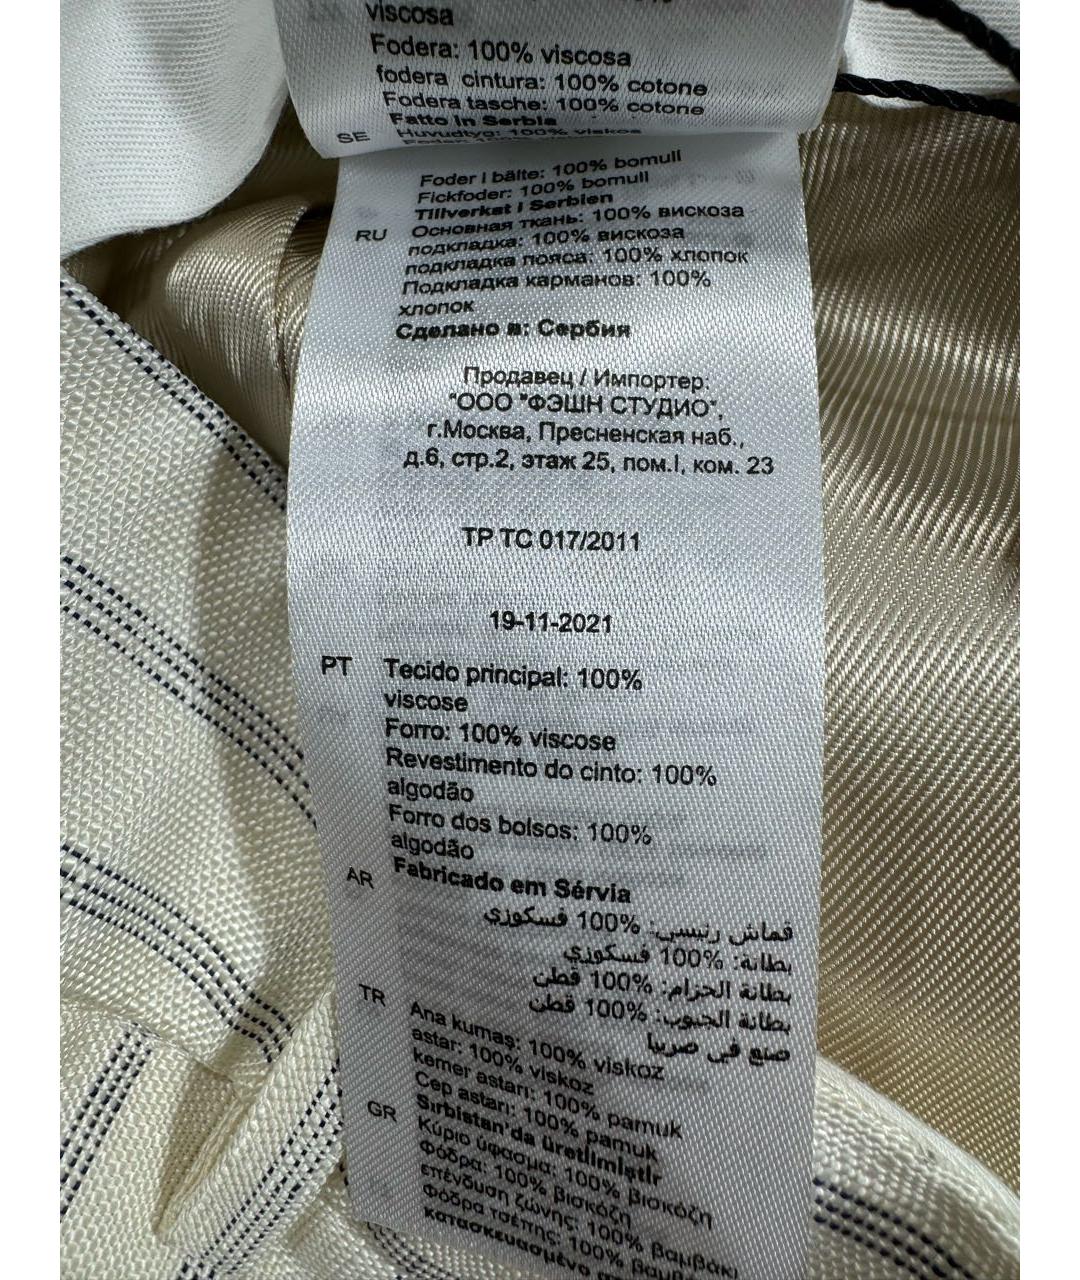 viscosa
Fodera: 100% viscosa
fodera cintura: 100% cotone
Fodera tasche: 100% cotone
Fatto in Serbia
SE Huvudtyg: 100% viskos
Foder i bälte: 100% bomull
Fickfoder: 100% bomull
Tillverkat i Serbien
RU Основная ткань: 100% вискоза
подкладка: 100% вискоза
подкладка пояса: 100% хлопок
Подкладка карманов: 100%
хлопок
Сделано в: Сербия
Продавец / Импортер:
"ООО "ФЭШН СТУДИО",
г.Москва, Пресненская наб.,
д.6, стр.2, этаж 25, пом.I, ком. 23
ТР ТС 017/2011
19-11-2021
PT Tecido principal: 100%
viscose
Forro: 100% viscose
Revestimento do cinto: 100%
algodão
Forro dos bolsos: 100%
algodão
Fabricado em Sérvia
AR قماش رئيسي: 100% فسكوزي
بطانة: 100% فسكوزي
بطانة الحزام: 100% قطن
بطانة الجيوب: 100% قطن
صنع في صربيا
TR Ana kumaş: 100% viskoz
astar: 100% viskoz
kemer astarı: 100% pamuk
Cep astarı: 100% pamuk
Sırbistan'da üretilmiştir
GR Κύριο ύφασμα: 100% βισκόζη
Φόδρα: 100% βισκόζη
επένδυση ζώνης: 100% βαμβάκι
Φόδρα τσέπης: 100% βαμβάκι
κατασκευασμένο